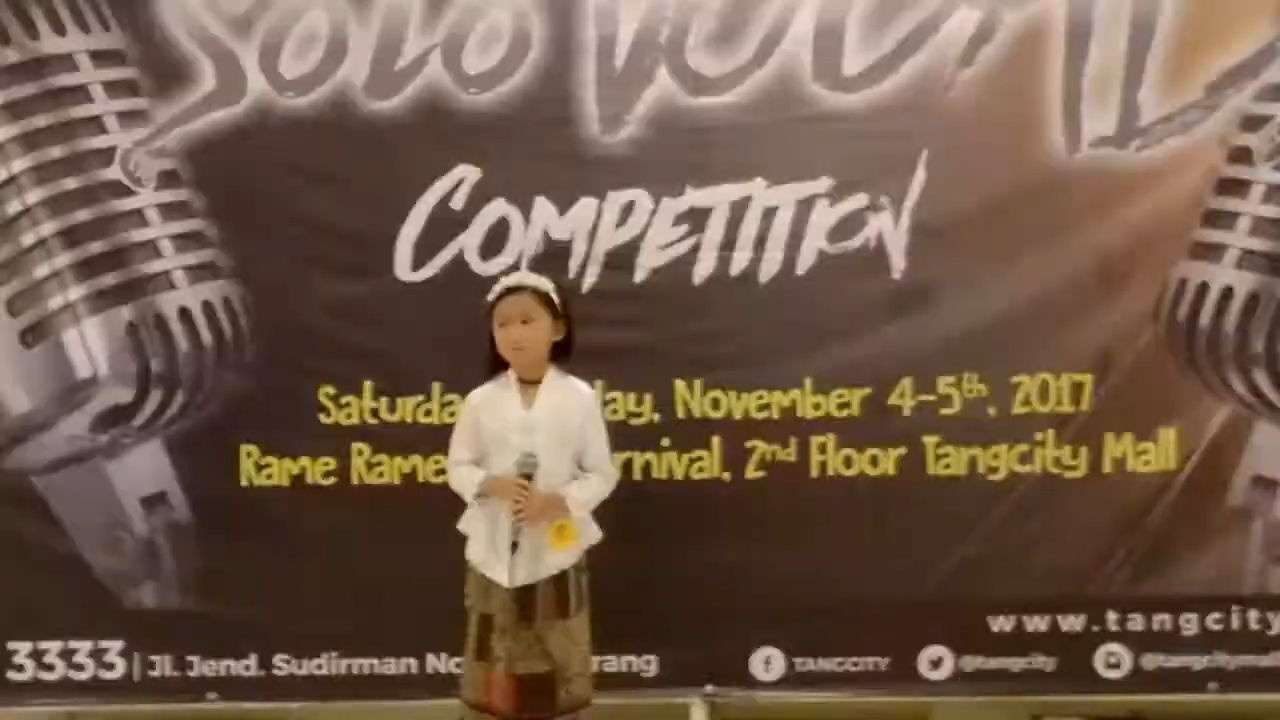 SOLO VOCAL
COMPETITION
Saturda ay, November 4-5th, 2017
Rame Rame rnival, 2nd Floor Tangcity Mall
www.tangcity
3333 | Jl. Jend. Sudirman No rang TANGCITY @tangcity @tangcitymall